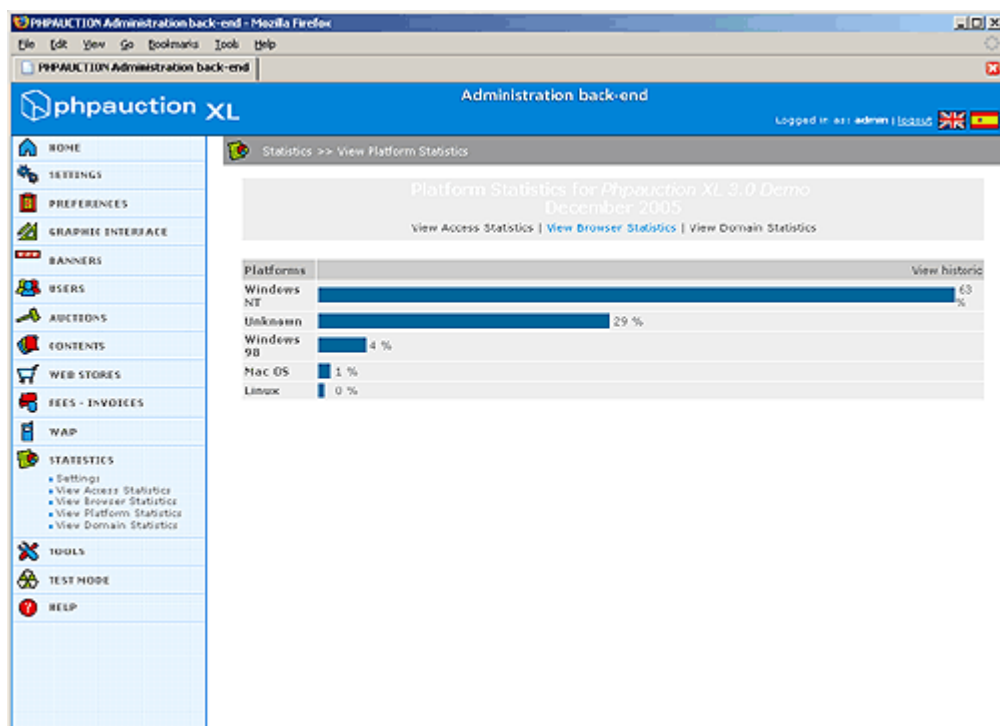 PHPAUCTION Administration back-end - Mozilla Firefox
File Edit View Go Bookmarks Tools Help
PHPAUCTION Administration back-end
phpauction XL
Administration back-end
Logged in as: admin | logout
HOME
SETTINGS
PREFERENCES
GRAPHIC INTERFACE
BANNERS
USERS
AUCTIONS
CONTENTS
WEB STORES
FEES - INVOICES
WAP
STATISTICS
Settings
View Access Statistics
View Browser Statistics
View Platform Statistics
View Domain Statistics
TOOLS
TEST MODE
HELP
Statistics >> View Platform Statistics
Platform Statistics for Phpauction XL 3.0 Demo
December 2005
View Access Statistics | View Browser Statistics | View Domain Statistics
Platforms View historic
Windows NT 63 %
Unknown 29 %
Windows 98 4 %
Mac OS 1 %
Linux 0 %